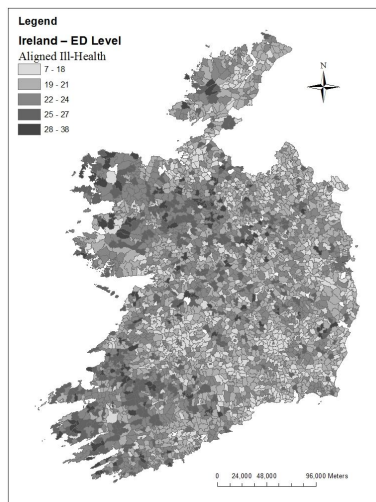 Legend
Ireland – ED Level
Aligned Ill-Health
7 - 18
19 - 21
22 - 24
25 - 27
28 - 38
N
0 24,000 48,000 96,000 Meters